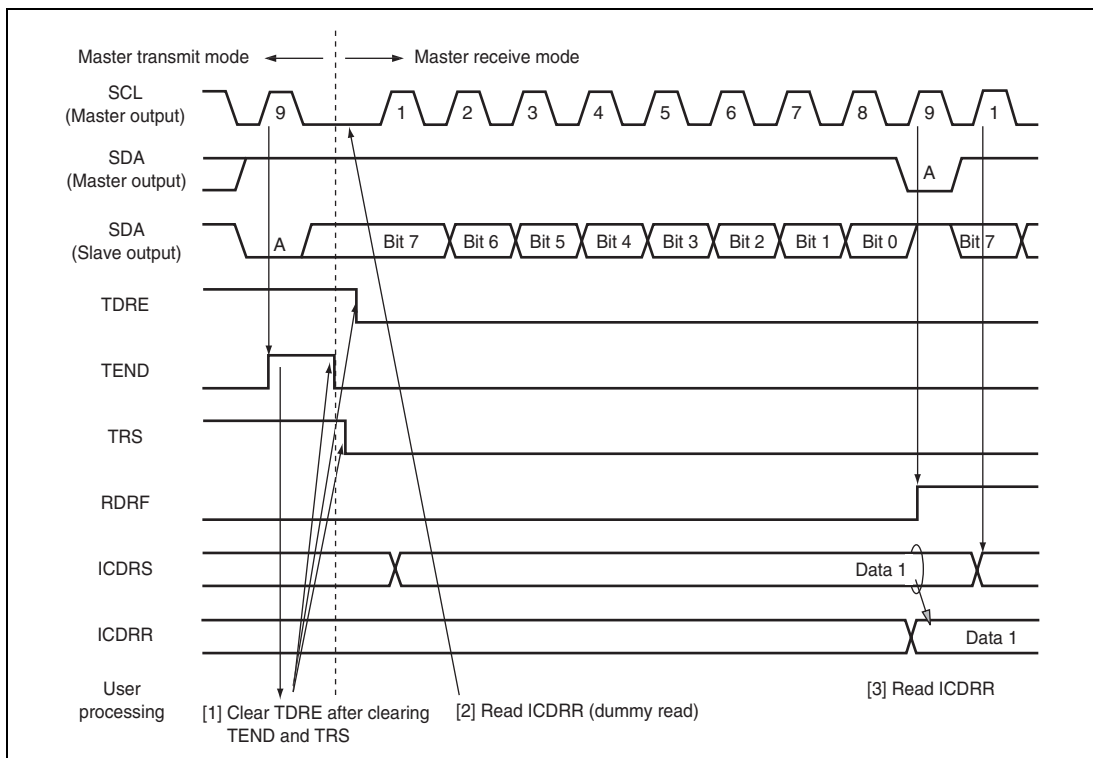 Master transmit mode
Master receive mode
SCL
(Master output)
9 1 2 3 4 5 6 7 8 9 1
SDA
(Master output)
A
SDA
(Slave output)
A Bit 7 Bit 6 Bit 5 Bit 4 Bit 3 Bit 2 Bit 1 Bit 0 Bit 7
TDRE
TEND
TRS
RDRF
ICDRS
Data 1
ICDRR
Data 1
User
processing
[1] Clear TDRE after clearing
TEND and TRS
[2] Read ICDRR (dummy read)
[3] Read ICDRR